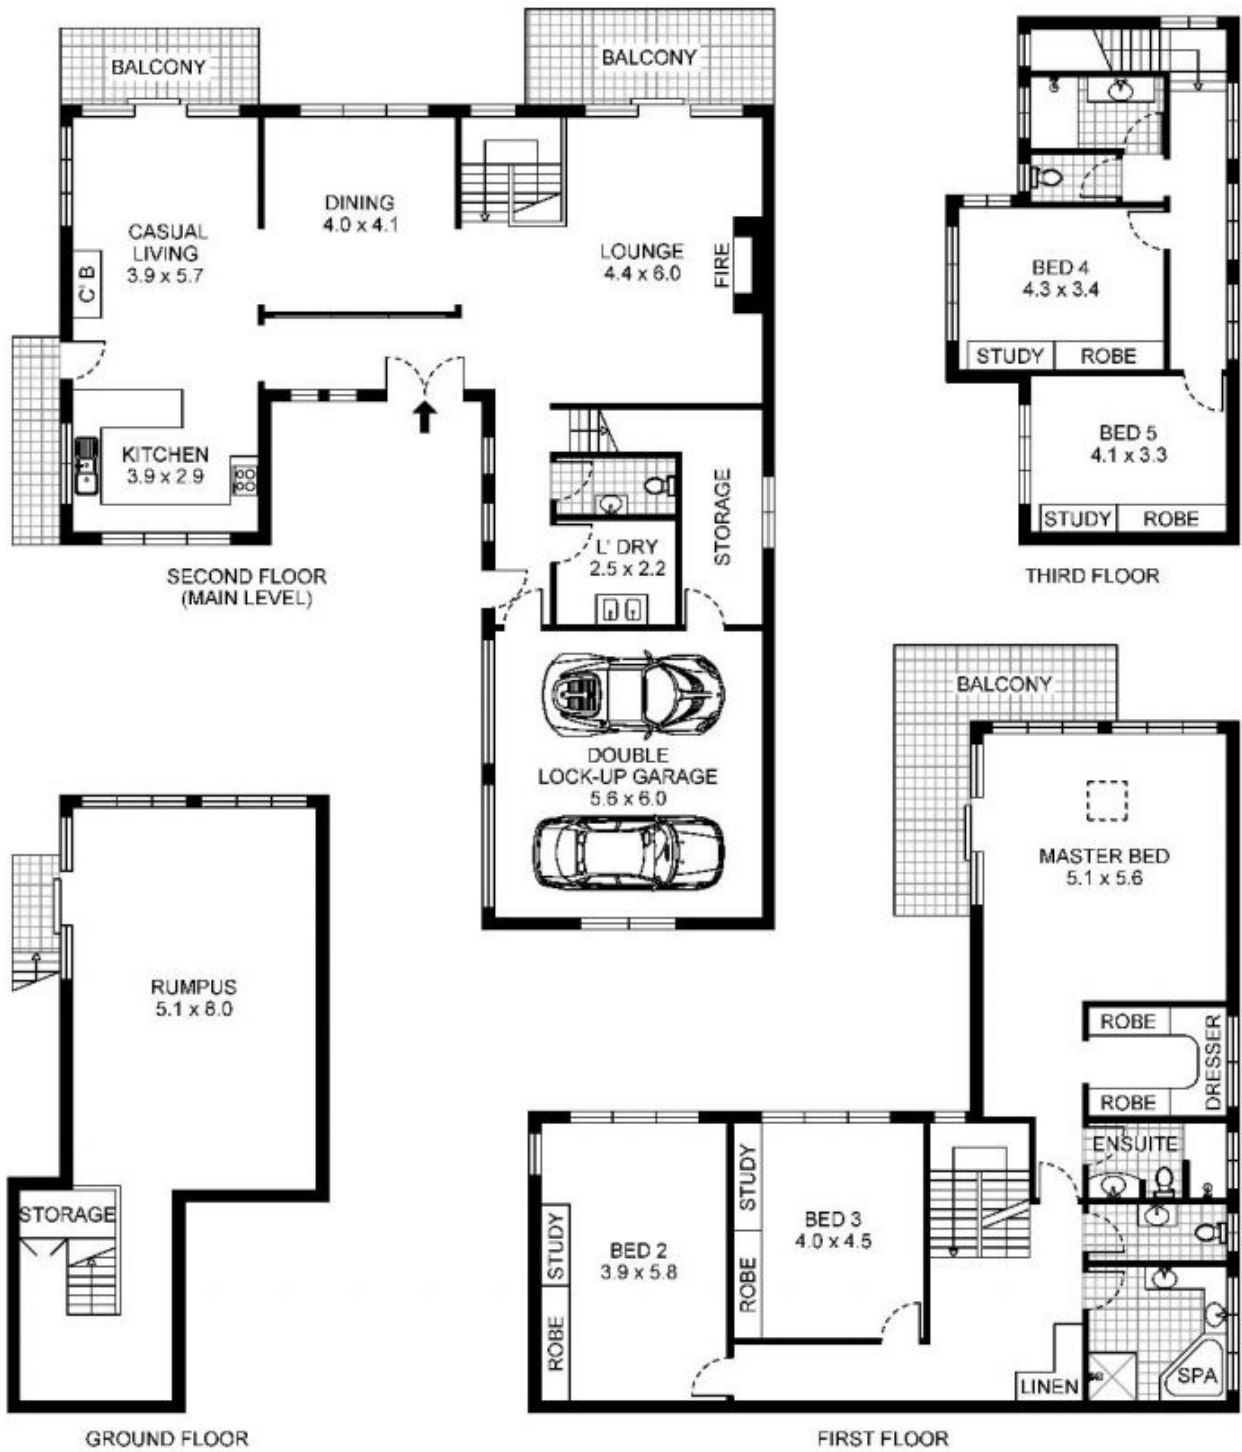 BALCONY
BALCONY
CASUAL
LIVING
3.9 x 5.7
DINING
4.0 x 4.1
LOUNGE
4.4 x 6.0
FIRE
C' B
KITCHEN
3.9 x 2.9
STORAGE
L' DRY
2.5 x 2.2
DOUBLE
LOCK-UP GARAGE
5.6 x 6.0
SECOND FLOOR
(MAIN LEVEL)
BED 4
4.3 x 3.4
STUDY
ROBE
BED 5
4.1 x 3.3
STUDY
ROBE
THIRD FLOOR
RUMPUS
5.1 x 8.0
STORAGE
GROUND FLOOR
BALCONY
MASTER BED
5.1 x 5.6
ROBE
DRESSER
ROBE
ENSUITE
STUDY
BED 2
3.9 x 5.8
ROBE
STUDY
BED 3
4.0 x 4.5
ROBE
LINEN
SPA
FIRST FLOOR